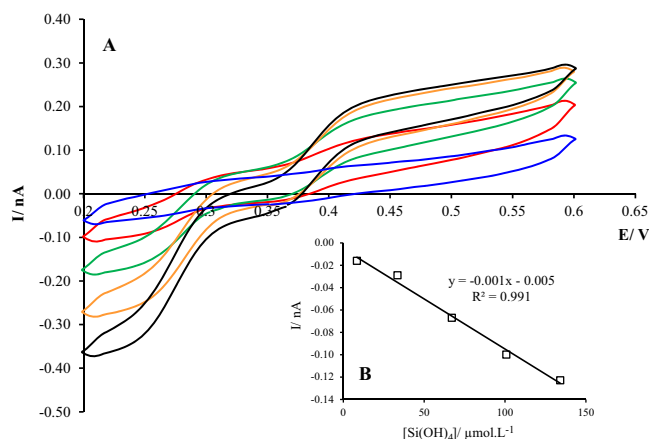 A
0.40
0.30
0.20
0.10
0.00
-0.10
-0.20
-0.30
-0.40
-0.50
I/ nA
0.2 0.25 0.3 0.35 0.4 0.45 0.5 0.55 0.6 0.65
E/ V
B
0.00
-0.02
-0.04
-0.06
-0.08
-0.10
-0.12
-0.14
I/ nA
y = -0.001x - 0.005
R² = 0.991
0 50 100 150
[Si(OH)₄]/ µmol.L⁻¹